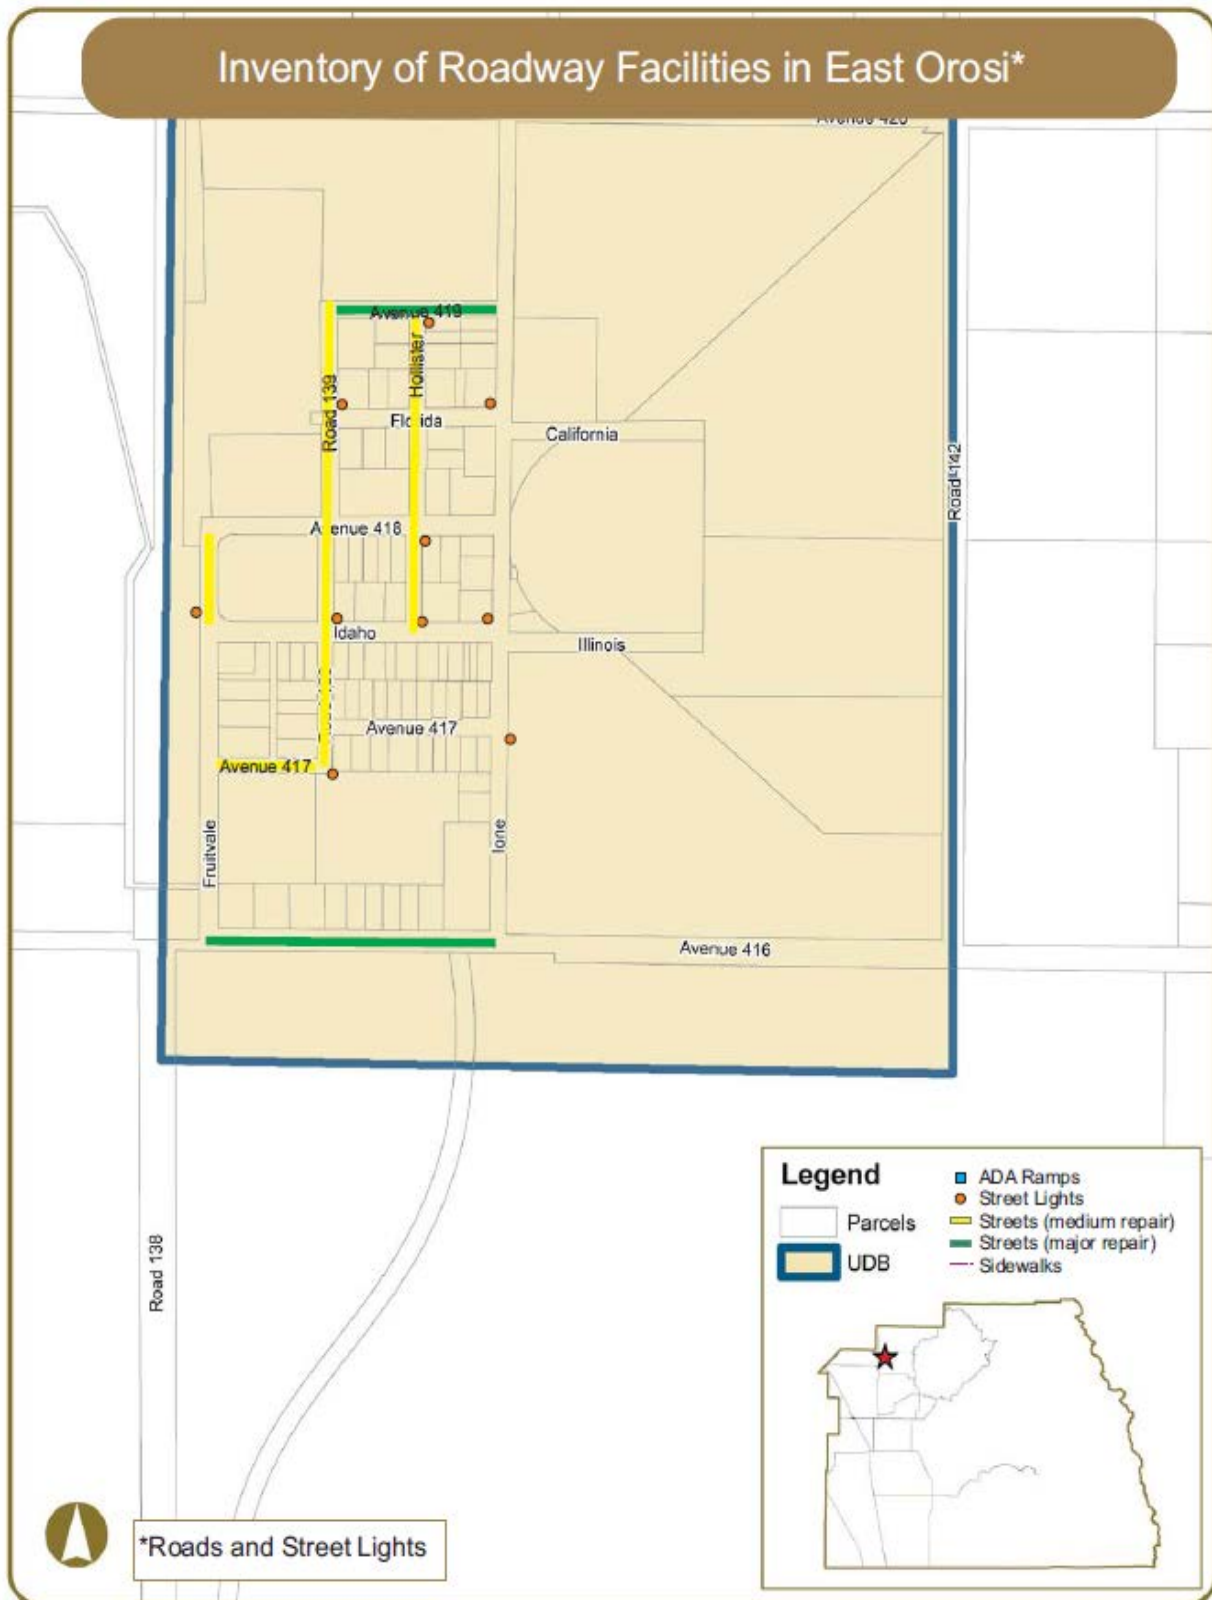 Inventory of Roadway Facilities in East Orosi*
Avenue 419
Hollister
Road 139
Florida
California
Road 142
Avenue 418
Idaho
Illinois
Avenue 417
Avenue 417
Fruitvale
Ione
Avenue 416
Road 138
Legend
Parcels
UDB
ADA Ramps
Street Lights
Streets (medium repair)
Streets (major repair)
Sidewalks
*Roads and Street Lights